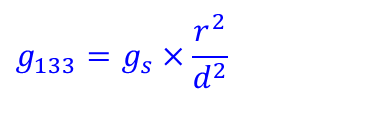 g₁₃₃ = gₛ × r²/d²